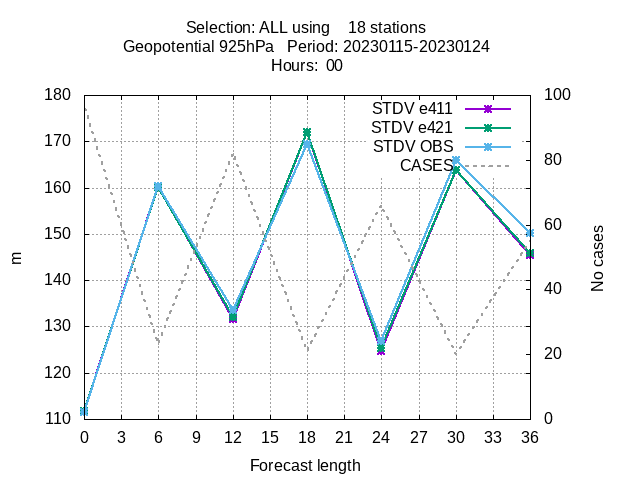 Selection: ALL using 18 stations
Geopotential 925hPa Period: 20230115-20230124
Hours: 00
180
170
160
150
140
130
120
110
100
80
60
40
20
0
STDV e411
STDV e421
STDV OBS
CASES
m
No cases
0 3 6 9 12 15 18 21 24 27 30 33 36
Forecast length